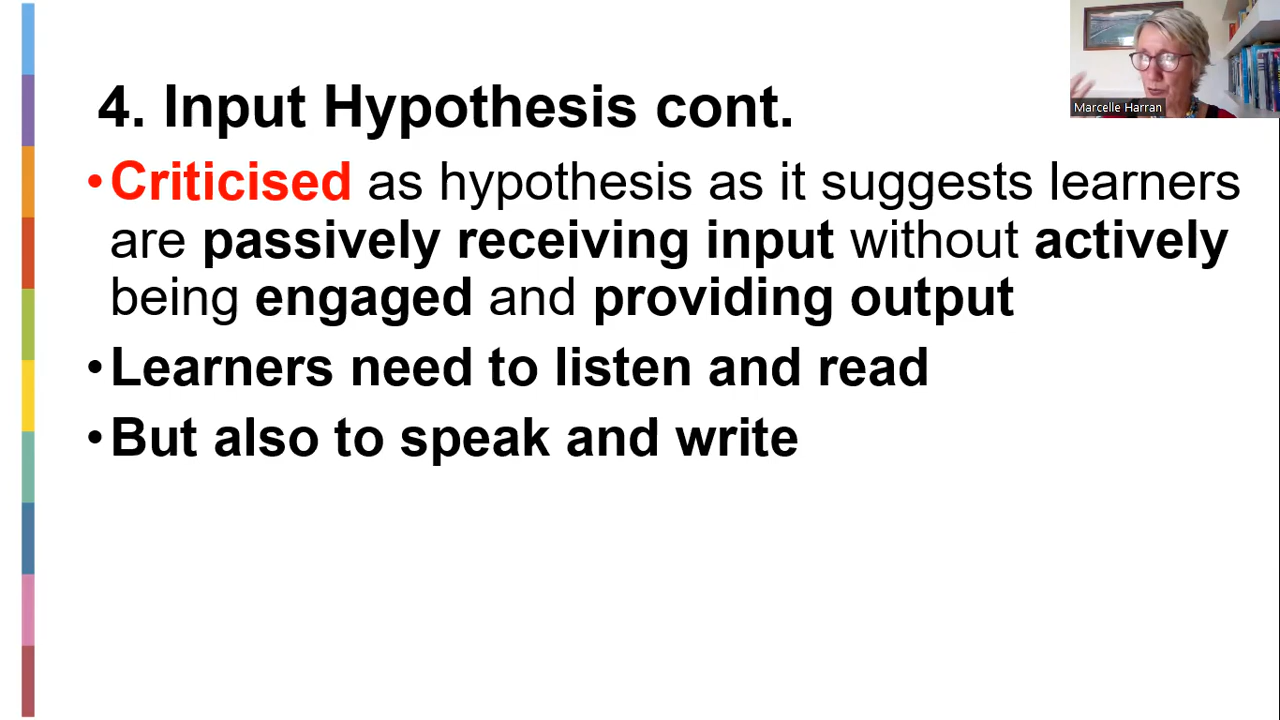 4. Input Hypothesis cont.
•Criticised as hypothesis as it suggests learners
are passively receiving input without actively
being engaged and providing output
•Learners need to listen and read
•But also to speak and write
Marcelle Harran